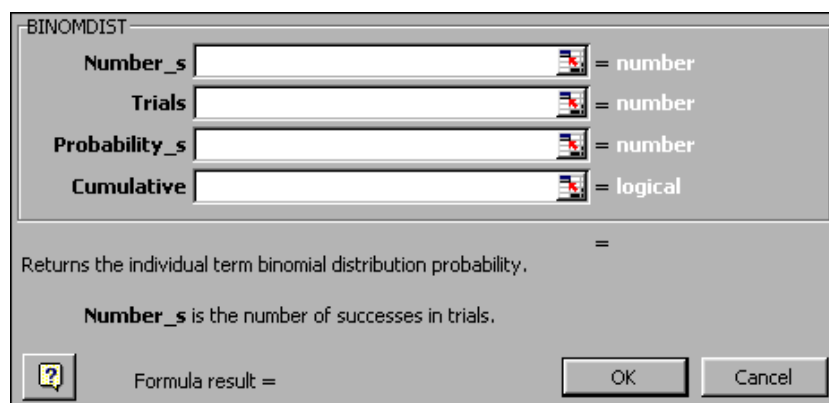 BINOMDIST
Number_s = number
Trials = number
Probability_s = number
Cumulative = logical
=
Returns the individual term binomial distribution probability.
Number_s is the number of successes in trials.
? Formula result = OK Cancel